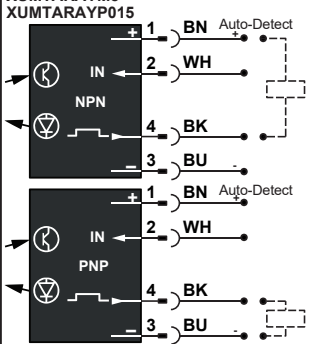 XUMTARAYP015
+ 1 BN Auto-Detect
+
IN 2 WH
NPN
4 BK
- 3 BU -
+ 1 BN Auto-Detect
+
IN 2 WH
PNP
4 BK
- 3 BU -